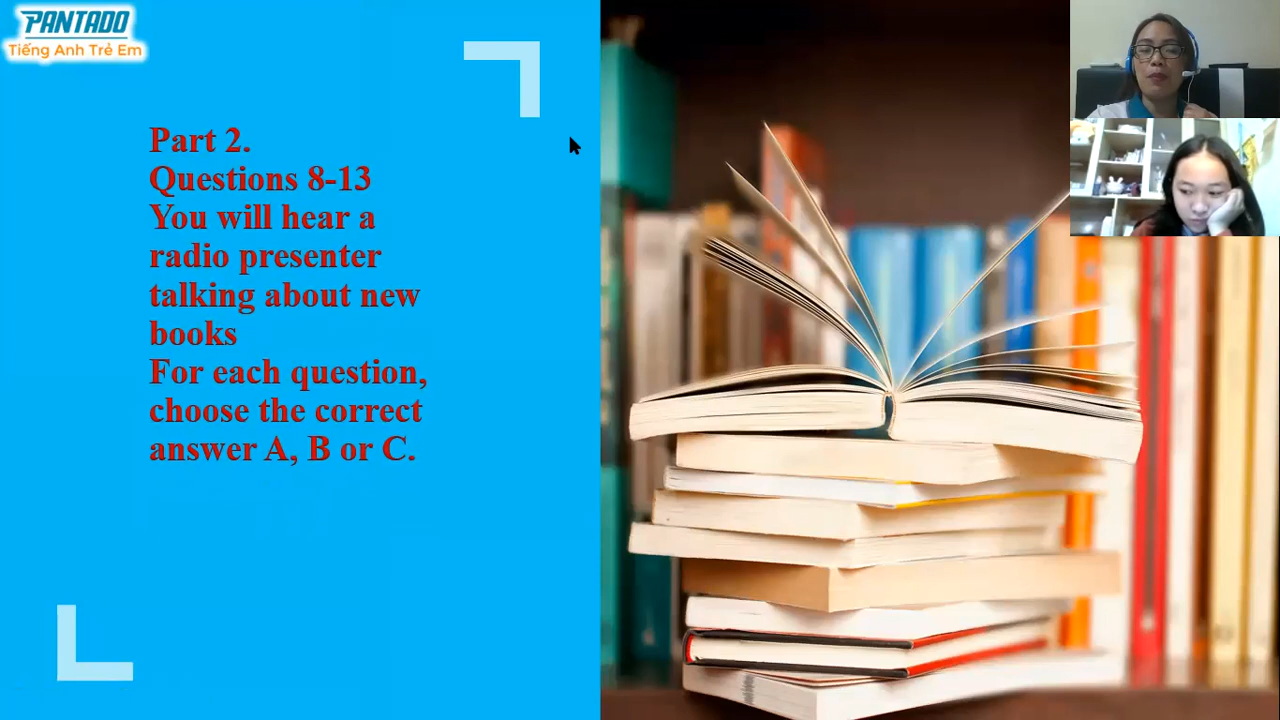 PANTADO
Tiếng Anh Trẻ Em
Part 2.
Questions 8-13
You will hear a
radio presenter
talking about new
books
For each question,
choose the correct
answer A, B or C.